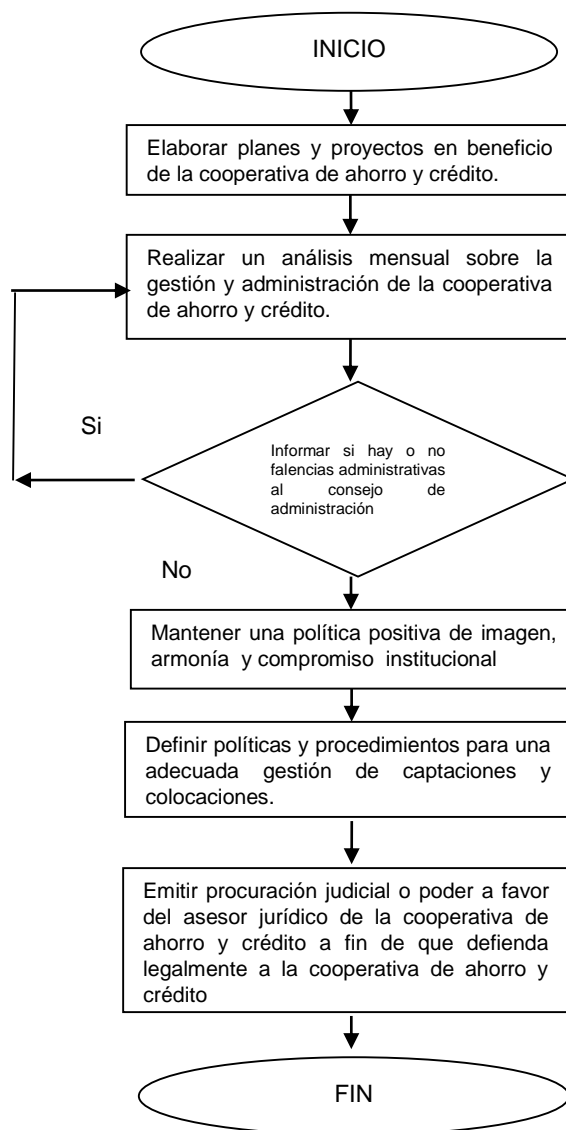 INICIO
Elaborar planes y proyectos en beneficio
de la cooperativa de ahorro y crédito.
Realizar un análisis mensual sobre la
gestión y administración de la cooperativa
de ahorro y crédito.
Si
Informar si hay o no
falencias administrativas
al consejo de
administración
No
Mantener una política positiva de imagen,
armonía y compromiso institucional
Definir políticas y procedimientos para una
adecuada gestión de captaciones y
colocaciones.
Emitir procuración judicial o poder a favor
del asesor jurídico de la cooperativa de
ahorro y crédito a fin de que defienda
legalmente a la cooperativa de ahorro y
crédito
FIN